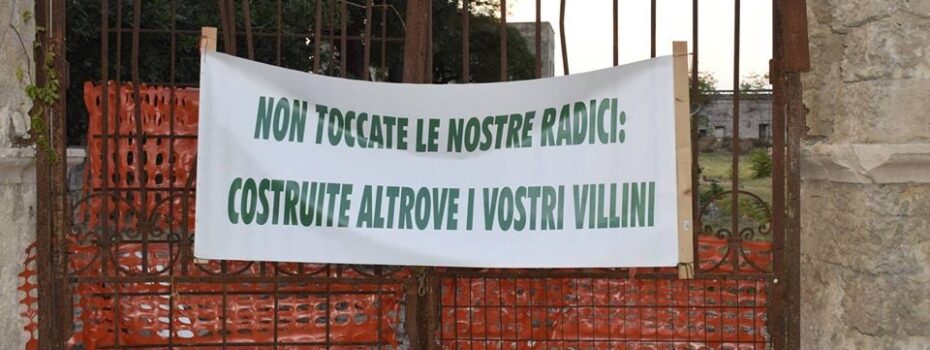 NON TOCCATE LE NOSTRE RADICI:
COSTRUITE ALTROVE I VOSTRI VILLINI